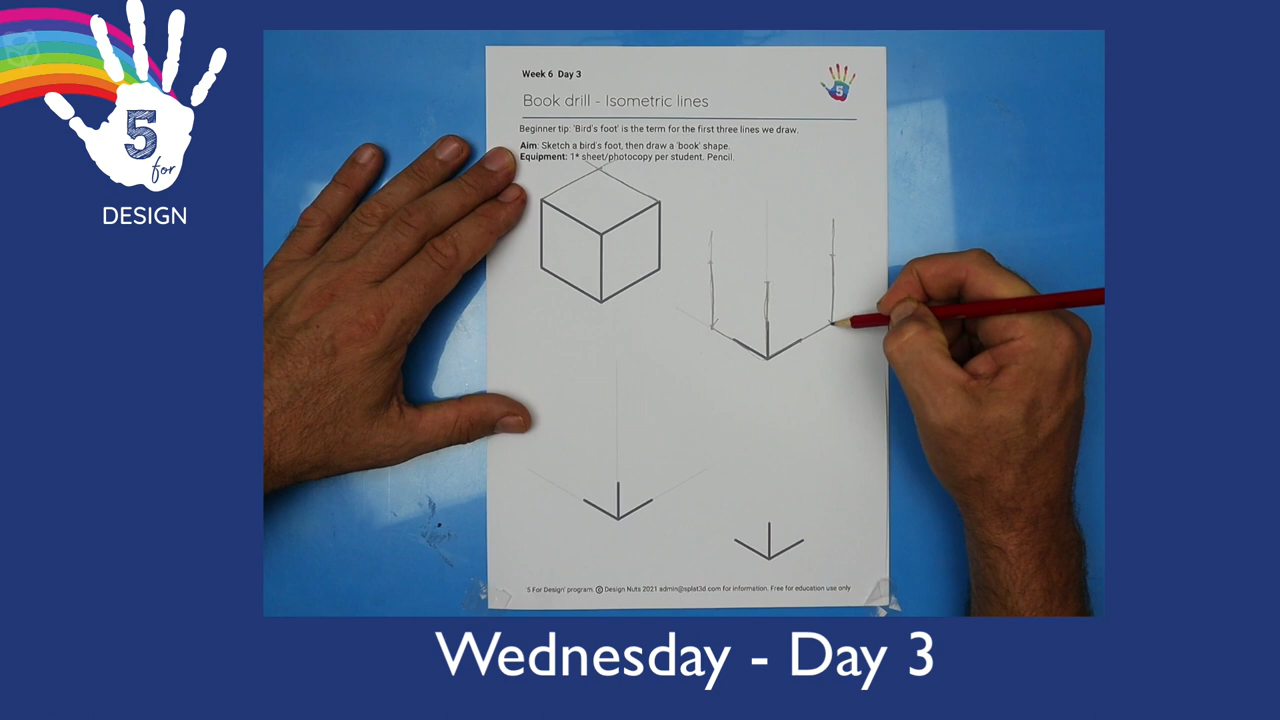 5
for
DESIGN
Week 6 Day 3
5
Book drill - Isometric lines
Beginner tip: 'Bird's foot' is the term for the first three lines we draw.
Aim: Sketch a bird's foot, then draw a 'book' shape.
Equipment: 1* sheet/photocopy per student. Pencil.
'5 For Design' program. © Design Nuts 2021 admin@splat3d.com for information. Free for education use only
Wednesday - Day 3